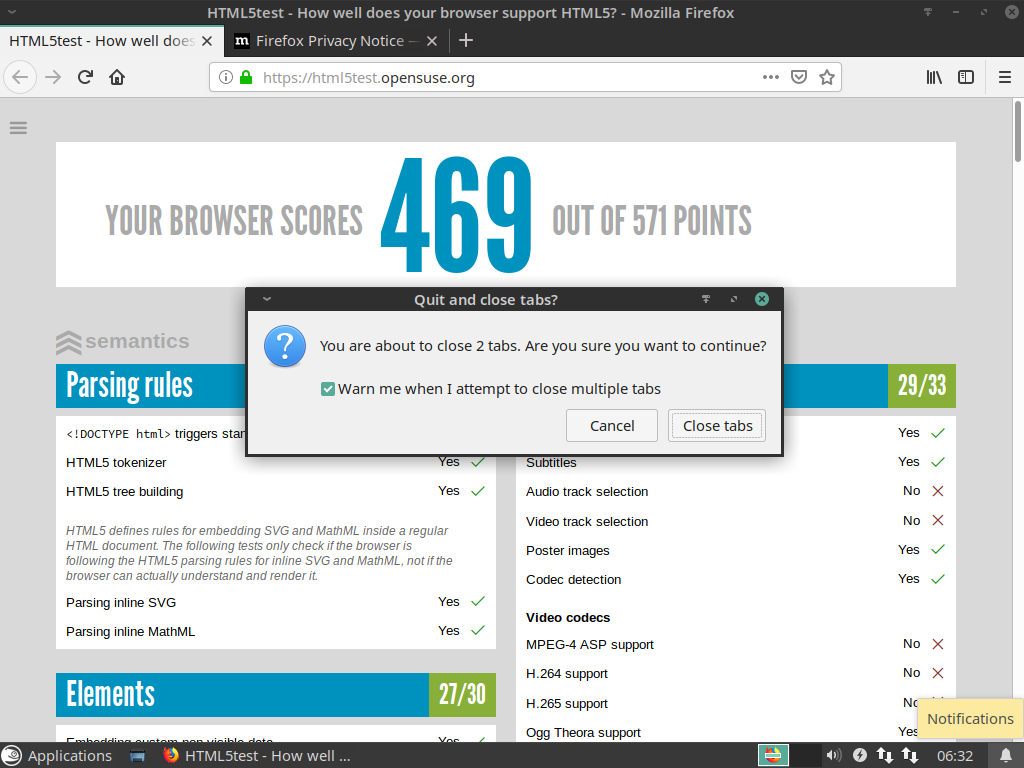 HTML5test - How well does your browser support HTML5? - Mozilla Firefox
HTML5test - How well does
m Firefox Privacy Notice —
https://html5test.opensuse.org
YOUR BROWSER SCORES 469 OUT OF 571 POINTS
Quit and close tabs?
? You are about to close 2 tabs. Are you sure you want to continue?
Warn me when I attempt to close multiple tabs
Cancel
Close tabs
semantics
Parsing rules
<!DOCTYPE html> triggers
HTML5 tokenizer Yes
HTML5 tree building Yes
HTML5 defines rules for embedding SVG and MathML inside a regular
HTML document. The following tests only check if the browser is
following the HTML5 parsing rules for inline SVG and MathML, not if the
browser can actually understand and render it.
Parsing inline SVG Yes
Parsing inline MathML Yes
Elements 27/30
Embedding custom non-visible data Yes
29/33
Yes
Subtitles Yes
Audio track selection No
Video track selection No
Poster images Yes
Codec detection Yes
Video codecs
MPEG-4 ASP support No
H.264 support No
H.265 support No
Ogg Theora support Yes
Notifications
Applications
HTML5test - How well ...
06:32